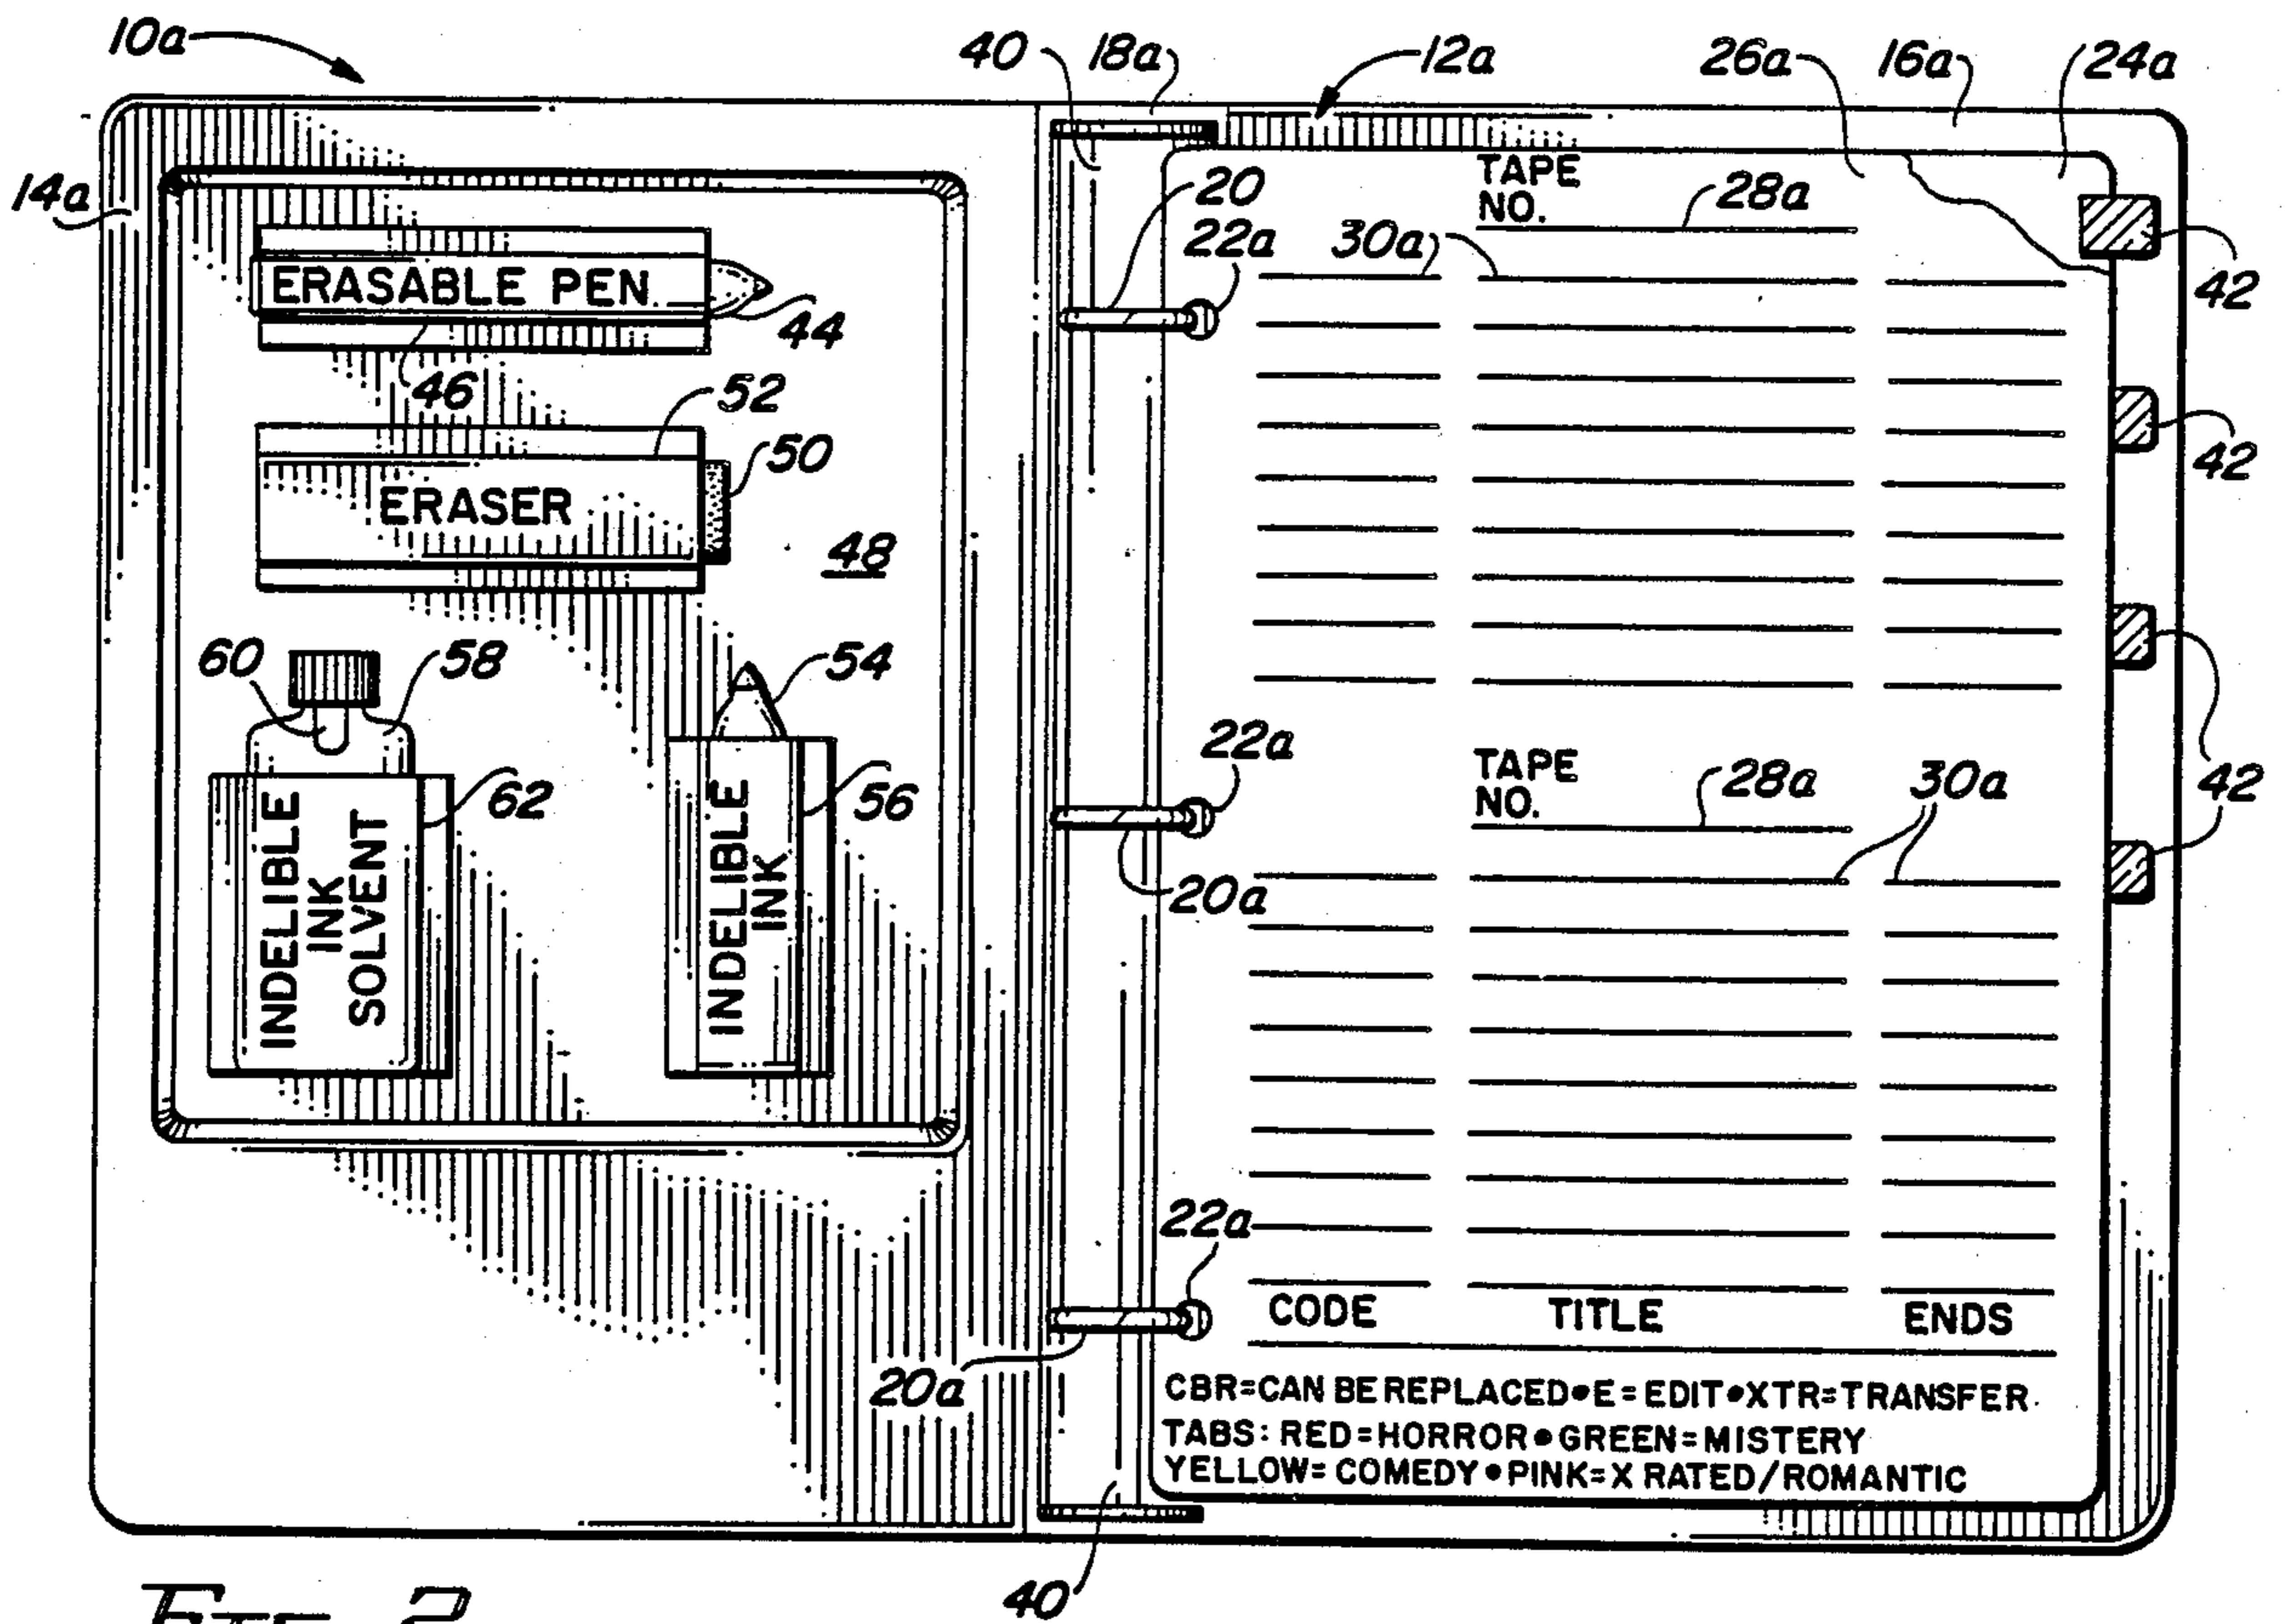 10a
40
18a
12a
26a
16a
24a
14a
TAPE
NO.
28a
20
22a
30a
42
ERASABLE PEN
44
46
52
50
42
ERASER
48
60
58
54
22a
42
TAPE
NO.
28a
30a
62
56
INDELIBLE
INK
SOLVENT
INDELIBLE
INK
20a
22a
CODE TITLE ENDS
20a
CBR=CAN BE REPLACED•E=EDIT•XTR=TRANSFER
TABS: RED=HORROR•GREEN=MISTERY
YELLOW=COMEDY•PINK=X RATED/ROMANTIC
40